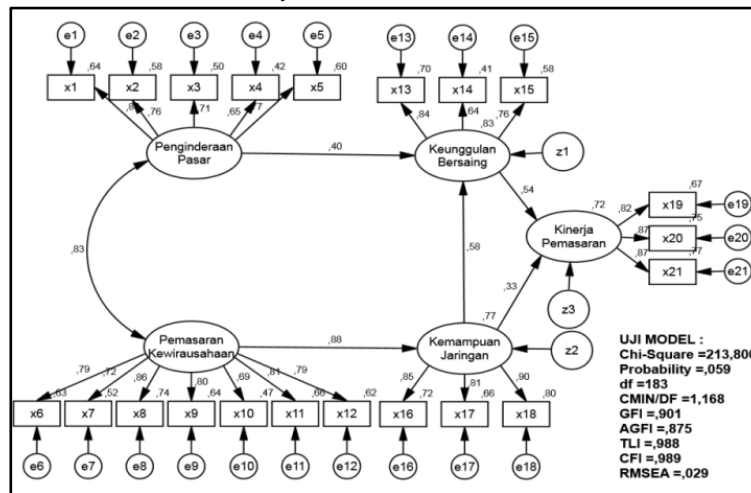 e1 e2 e3 e4 e5 e13 e14 e15
,64 ,58 ,50 ,42 ,60 ,70 ,41 ,58
x1 x2 x3 x4 x5 x13 x14 x15
,76 ,71 ,65 ,84 ,64 ,83 ,76
Penginderaan
Pasar
,40
Keunggulan
Bersaing
z1
,54
,72 ,82 ,67
x19 e19
,75
Kinerja
Pemasaran
,87 x20 e20
,77
,87 x21 e21
,83
,58
,33
z3
,77
Pemasaran
Kewirausahaan
,88
Kemampuan
Jaringan
z2
,79 ,72 ,86 ,80 ,69 ,81 ,79 ,85 ,81 ,90
,63 ,52 ,74 ,64 ,47 ,66 ,62 ,72 ,66 ,80
x6 x7 x8 x9 x10 x11 x12 x16 x17 x18
e6 e7 e8 e9 e10 e11 e12 e16 e17 e18
UJI MODEL :
Chi-Square =213,806
Probability =,059
df =183
CMIN/DF =1,168
GFI =,901
AGFI =,875
TLI =,988
CFI =,989
RMSEA =,029